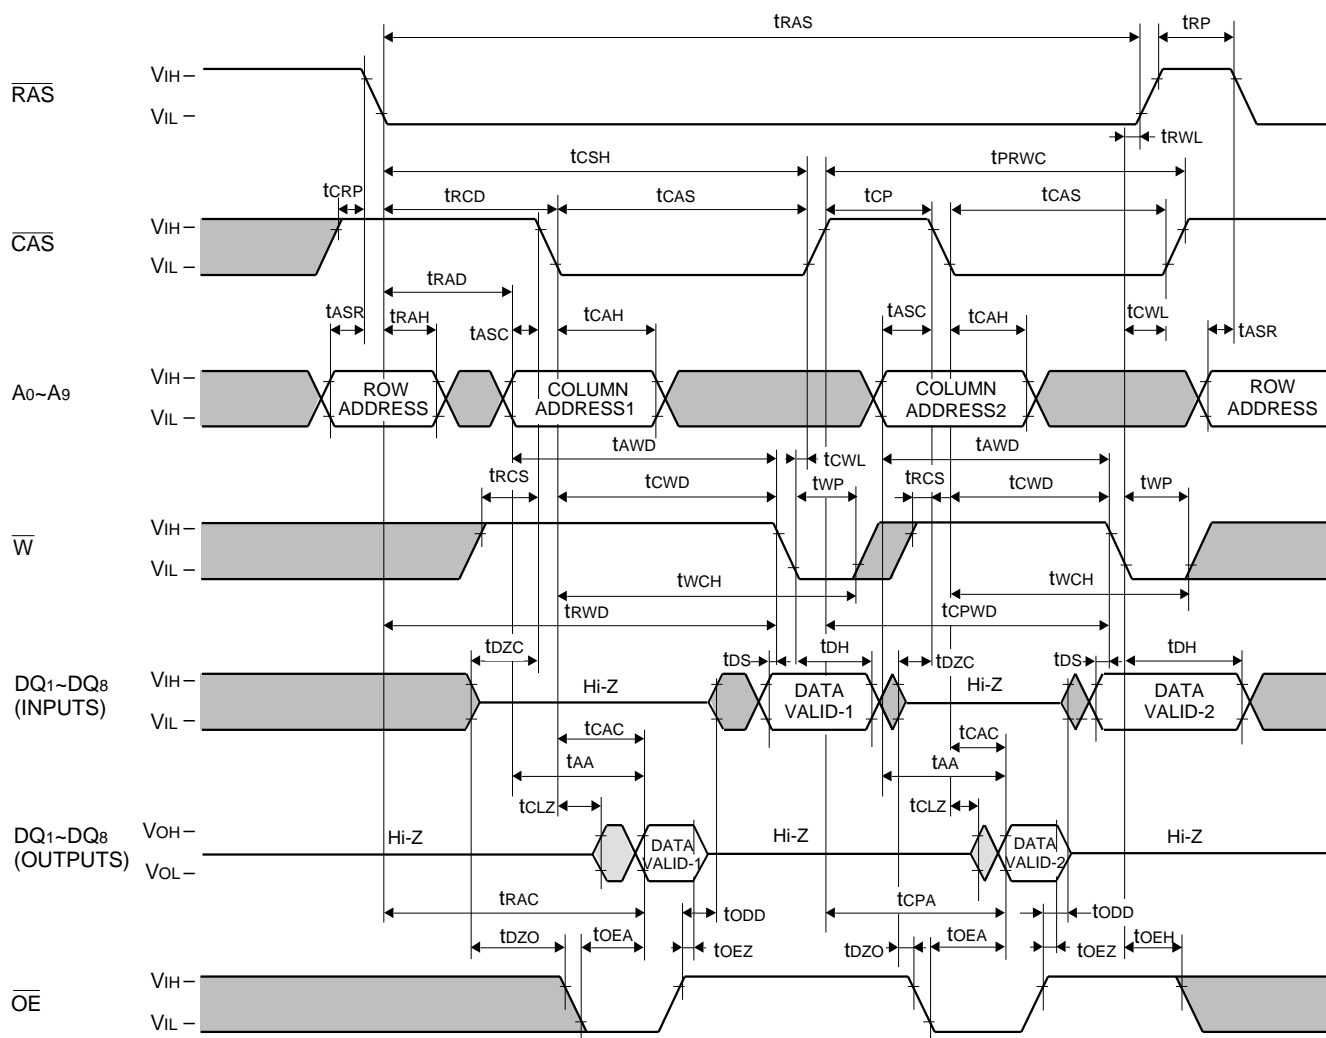 tRAS tRP
RAS VIH
VIL
tRWL
tCSH tPRWC
tCRP tRCD tCAS tCP tCAS
CAS VIH
VIL
tRAD
tASR tRAH tASC tCAH tASC tCAH tCWL tASR
A0~A9 VIH
VIL
ROW ADDRESS
COLUMN ADDRESS1
COLUMN ADDRESS2
ROW ADDRESS
tAWD tCWL tAWD
tRCS tCWD tWP tRCS tCWD tWP
W VIH
VIL
tWCH tWCH
tRWD tCPWD
tDZC tDS tDH tDZC tDS tDH
DQ1~DQ8 (INPUTS) VIH
VIL
Hi-Z
DATA VALID-1
Hi-Z
DATA VALID-2
tCAC tCAC
tAA tAA
tCLZ tCLZ
DQ1~DQ8 (OUTPUTS) VOH
VOL
Hi-Z
DATA VALID-1
Hi-Z
DATA VALID-2
Hi-Z
tRAC tODD tCPA tODD
tDZO tOEA tOEZ tDZO tOEA tOEZ tOEH
OE VIH
VIL